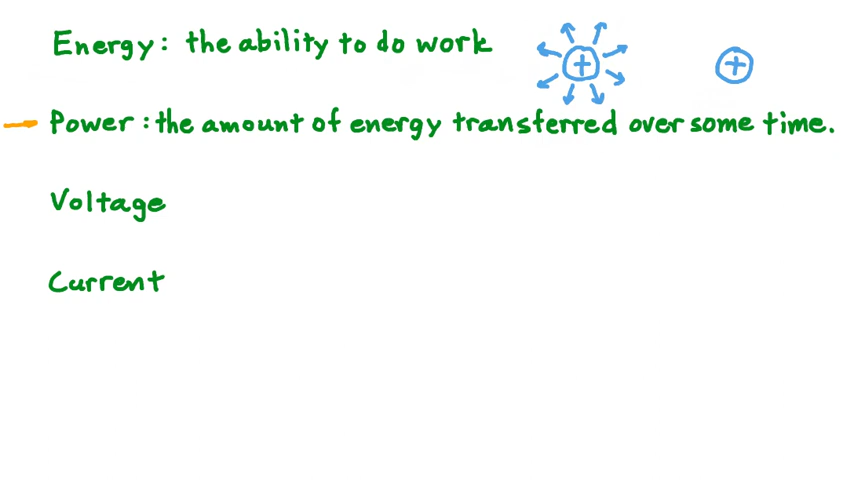 Energy: the ability to do work
+ +
Power: the amount of energy transferred over some time.
Voltage
Current